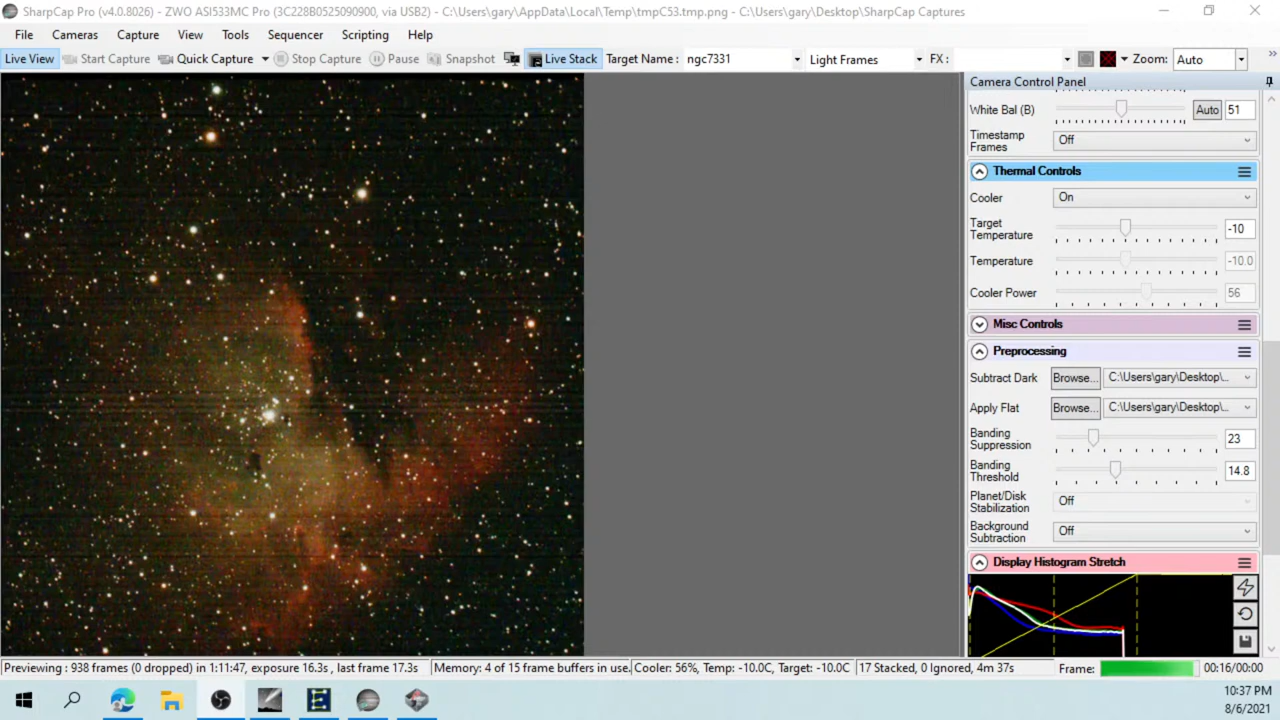 SharpCap Pro (v4.0.8026) - ZWO ASI533MC Pro (3C228B0525090900, via USB2) - C:\Users\gary\AppData\Local\Temp\tmpC53.tmp.png - C:\Users\gary\Desktop\SharpCap Captures
File Cameras Capture View Tools Sequencer Scripting Help
Live View Start Capture Quick Capture Stop Capture Pause Snapshot Live Stack Target Name : ngc7331 Light Frames FX : Zoom: Auto
Camera Control Panel
White Bal (B) Auto 51
Timestamp
Frames
Off
Thermal Controls
Cooler On
Target
Temperature
-10
Temperature -10.0
Cooler Power 56
Misc Controls
Preprocessing
Subtract Dark Browse... C:\Users\gary\Desktop\...
Apply Flat Browse... C:\Users\gary\Desktop\...
Banding
Suppression
23
Banding
Threshold
14.8
Planet/Disk
Stabilization
Off
Background
Subtraction
Off
Display Histogram Stretch
Previewing : 938 frames (0 dropped) in 1:11:47, exposure 16.3s , last frame 17.3s Memory: 4 of 15 frame buffers in use. Cooler: 56%, Temp: -10.0C, Target: -10.0C 17 Stacked, 0 Ignored, 4m 37s Frame: 00:16/00:00
10:37 PM
8/6/2021